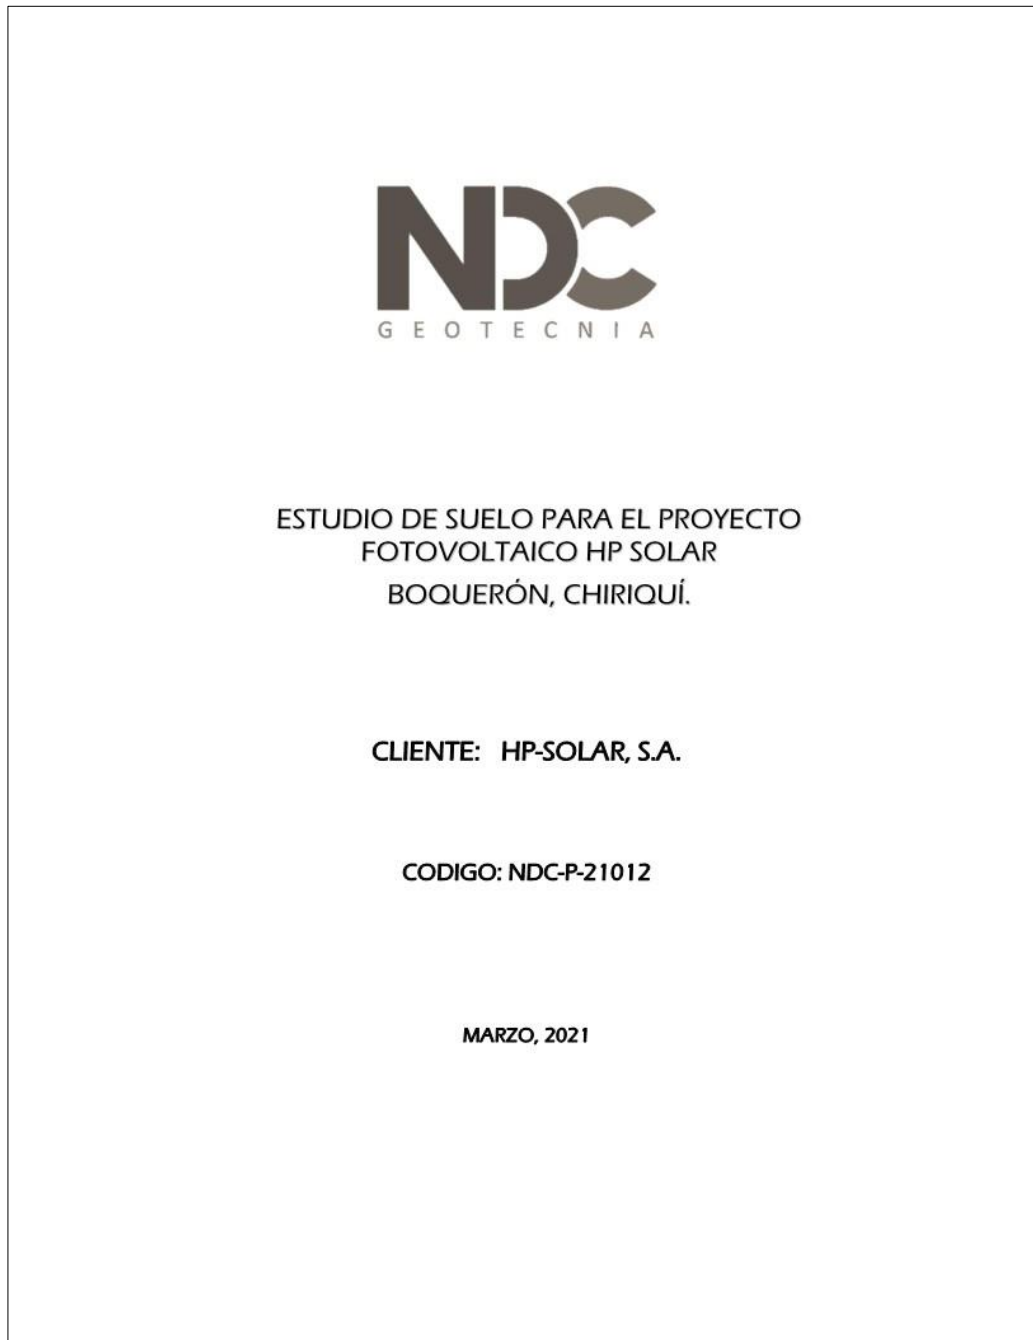 NDC
GEOTECNIA
ESTUDIO DE SUELO PARA EL PROYECTO
FOTOVOLTAICO HP SOLAR
BOQUERÓN, CHIRIQUÍ.
CLIENTE: HP-SOLAR, S.A.
CODIGO: NDC-P-21012
MARZO, 2021